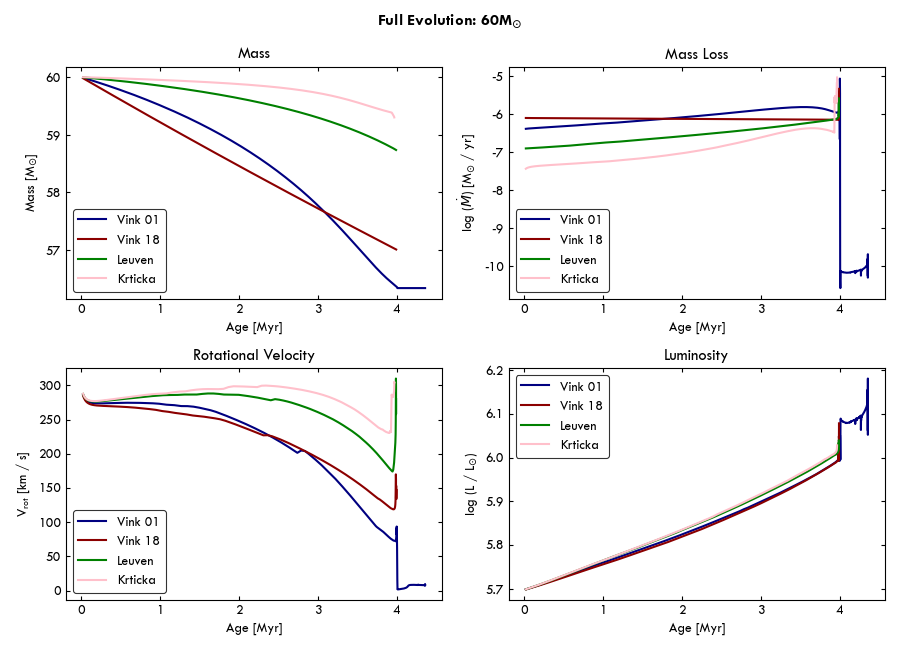 Full Evolution: 60M☉
Mass
60
59
58
57
Mass [M☉]
Vink 01
Vink 18
Leuven
Krticka
0 1 2 3 4
Age [Myr]
Mass Loss
-5
-6
-7
-8
-9
-10
log (Ṁ) [M☉ / yr]
Vink 01
Vink 18
Leuven
Krticka
0 1 2 3 4
Age [Myr]
Rotational Velocity
300
250
200
150
100
50
0
Vrot [km / s]
Vink 01
Vink 18
Leuven
Krticka
0 1 2 3 4
Age [Myr]
Luminosity
6.2
6.1
6.0
5.9
5.8
5.7
log (L / L☉)
Vink 01
Vink 18
Leuven
Krticka
0 1 2 3 4
Age [Myr]